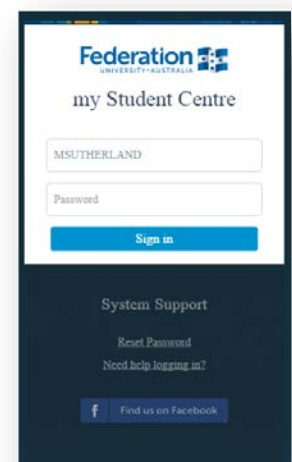 Federation
UNIVERSITY • AUSTRALIA
my Student Centre
MSUTHERLAND
Password
Sign in
System Support
Reset Password
Need help logging in?
f Find us on Facebook